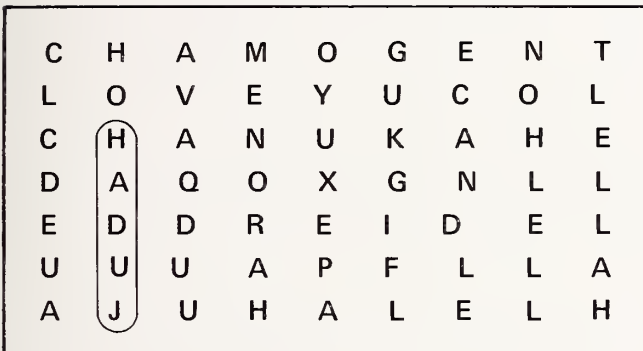 C H A M O G E N T
L O V E Y U C O L
C H A N U K A H E
D A Q O X G N L L
E D D R E I D E L
U U U A P F L L A
A J U H A L E L H